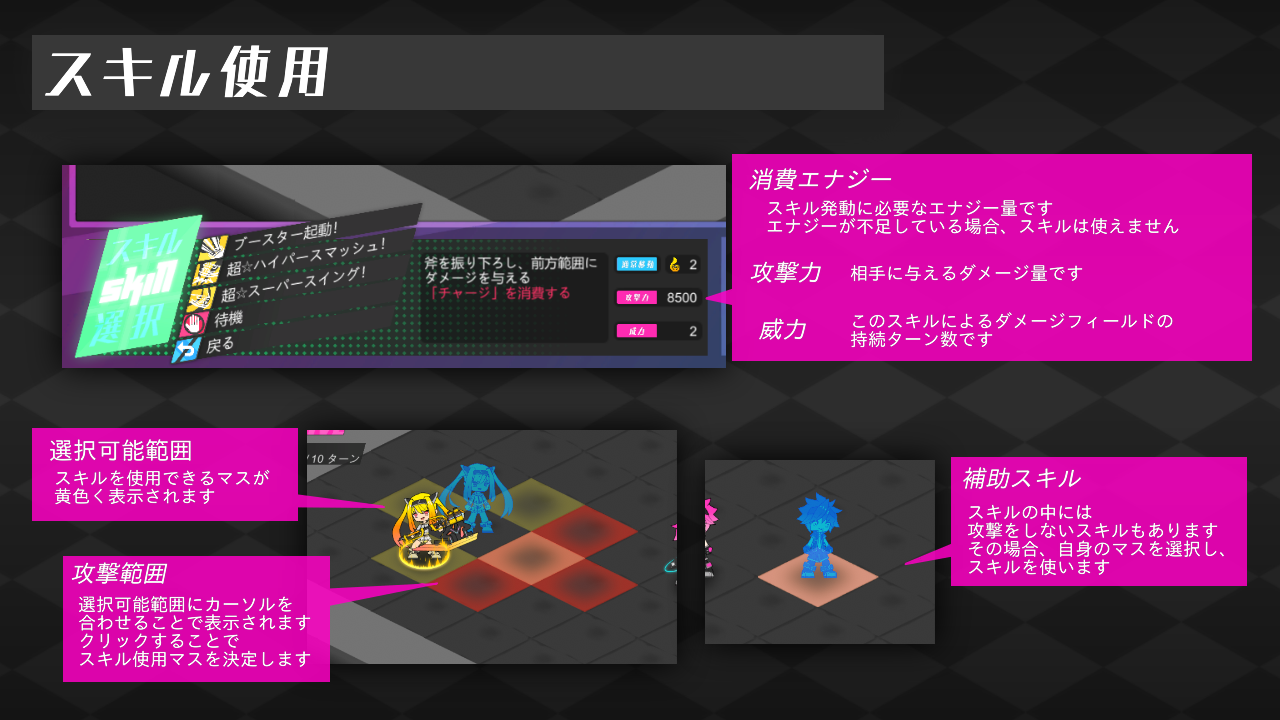 スキル使用
スキル
skill
選択
ブースター起動!
超☆ハイパースマッシュ!
超☆スーパースイング!
待機
戻る
斧を振り下ろし、前方範囲に
ダメージを与える
「チャージ」を消費する
2
攻撃力 8500
威力 2
消費エナジー
スキル発動に必要なエナジー量です
エナジーが不足している場合、スキルは使えません
攻撃力 相手に与えるダメージ量です
威力 このスキルによるダメージフィールドの
持続ターン数です
選択可能範囲
スキルを使用できるマスが
黄色く表示されます
/10 ターン
攻撃範囲
選択可能範囲にカーソルを
合わせることで表示されます
クリックすることで
スキル使用マスを決定します
補助スキル
スキルの中には
攻撃をしないスキルもあります
その場合、自身のマスを選択し、
スキルを使います